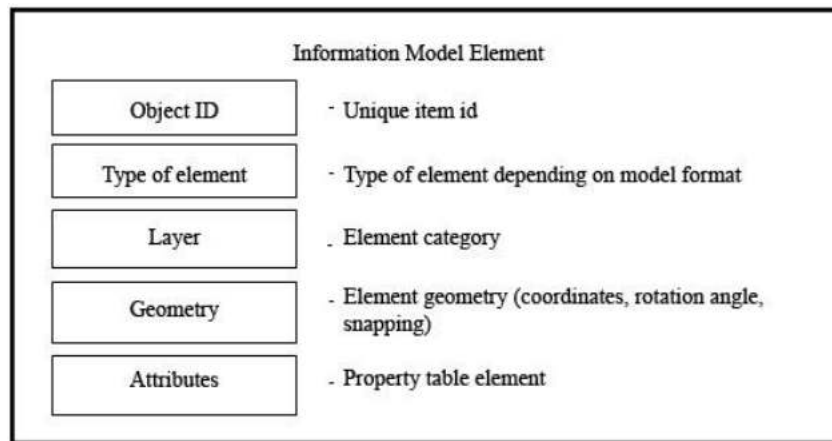 Information Model Element
Object ID - Unique item id
Type of element - Type of element depending on model format
Layer - Element category
Geometry - Element geometry (coordinates, rotation angle,
snapping)
Attributes - Property table element